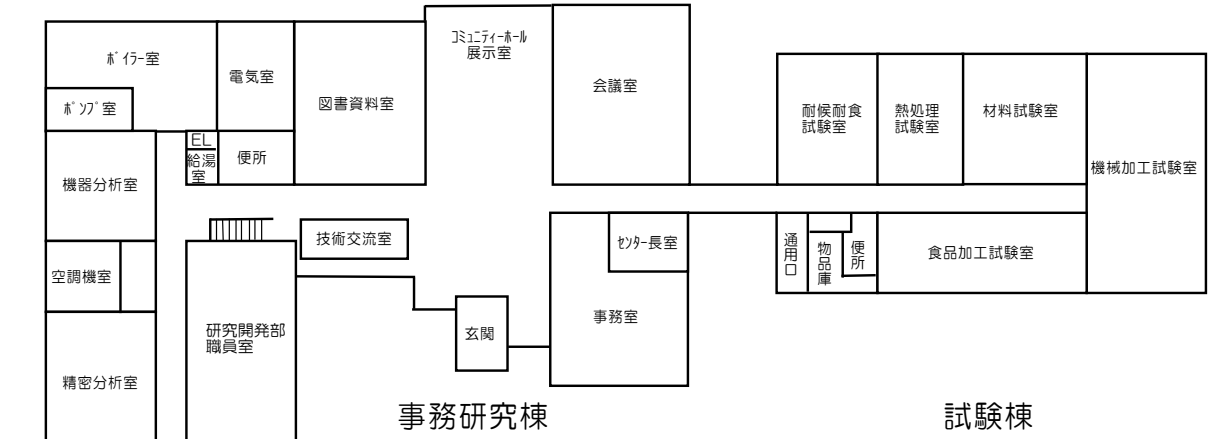 ﾎﾞｲﾗｰ室
ﾎﾟﾝﾌﾟ室
電気室
図書資料室
ｺﾐｭﾆﾃｨｰﾎｰﾙ
展示室
会議室
EL
給湯
室
便所
機器分析室
空調機室
精密分析室
技術交流室
研究開発部
職員室
玄関
ｾﾝﾀｰ長室
事務室
事務研究棟
耐候耐食
試験室
熱処理
試験室
材料試験室
機械加工試験室
通用口
物品庫
便所
食品加工試験室
試験棟